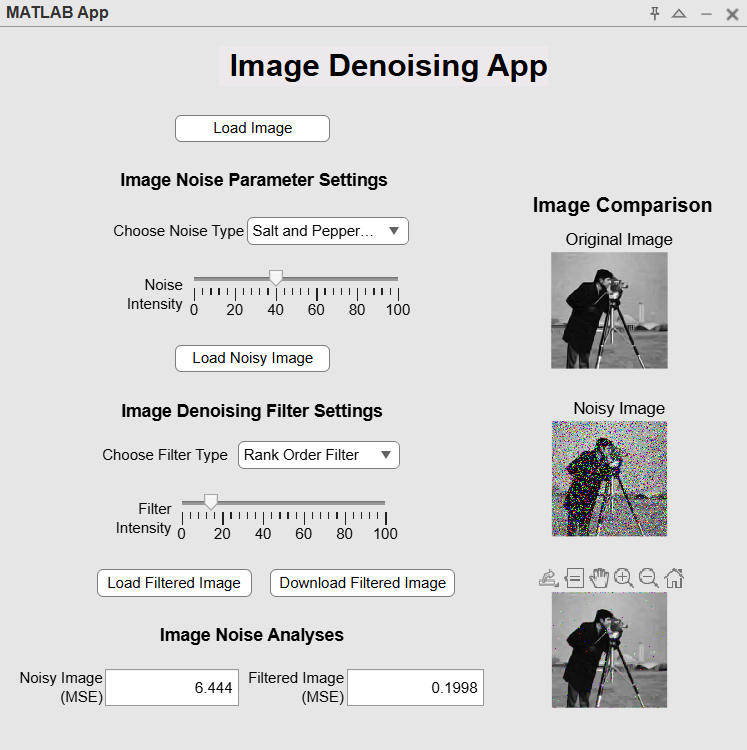 MATLAB App
Image Denoising App
Load Image
Image Noise Parameter Settings
Choose Noise Type Salt and Pepper…
Noise
Intensity
0 20 40 60 80 100
Load Noisy Image
Image Denoising Filter Settings
Choose Filter Type Rank Order Filter
Filter
Intensity
0 20 40 60 80 100
Load Filtered Image Download Filtered Image
Image Noise Analyses
Noisy Image
(MSE)
6.444
Filtered Image
(MSE)
0.1998
Image Comparison
Original Image
Noisy Image